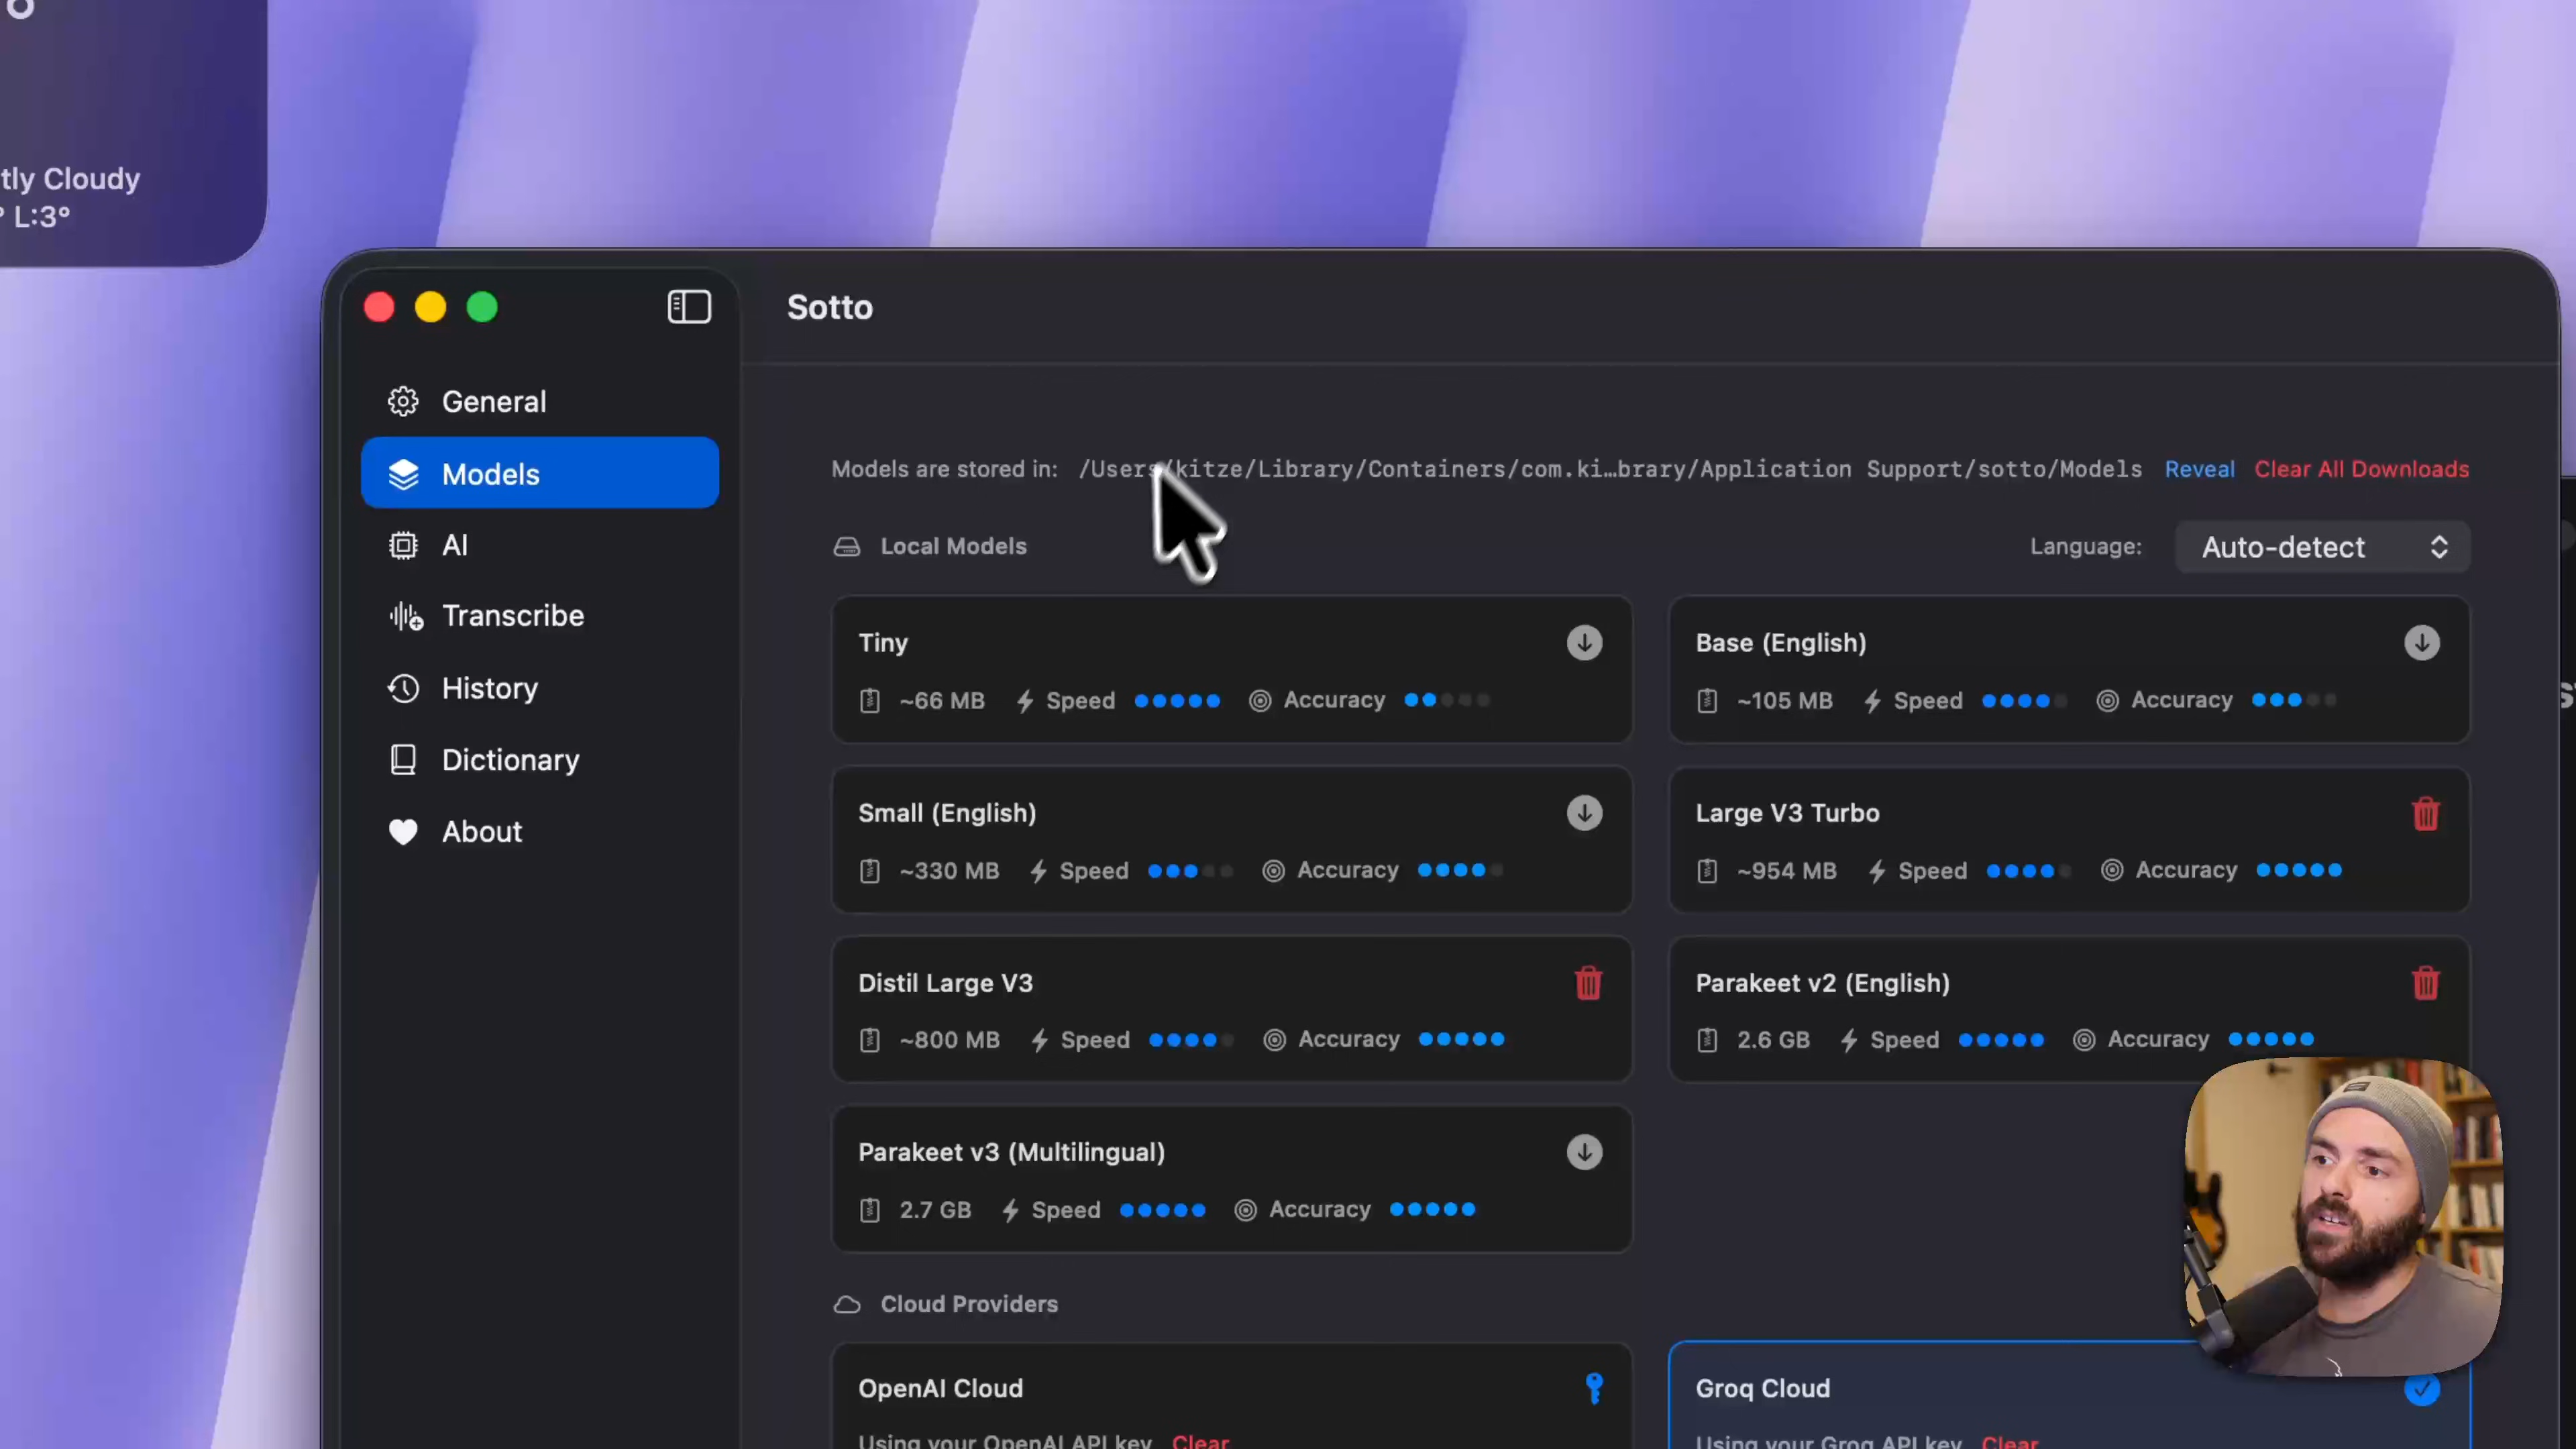 tly Cloudy
° L:3°
Sotto
General
Models
AI
Transcribe
History
Dictionary
About
Models are stored in: /Users/kitze/Library/Containers/com.ki…brary/Application Support/sotto/Models Reveal Clear All Downloads
Local Models
Language: Auto-detect
Tiny
~66 MB Speed Accuracy
Base (English)
~105 MB Speed Accuracy
Small (English)
~330 MB Speed Accuracy
Large V3 Turbo
~954 MB Speed Accuracy
Distil Large V3
~800 MB Speed Accuracy
Parakeet v2 (English)
2.6 GB Speed Accuracy
Parakeet v3 (Multilingual)
2.7 GB Speed Accuracy
Cloud Providers
OpenAI Cloud
Using your OpenAI API key Clear
Groq Cloud
Using your Groq API key Clear